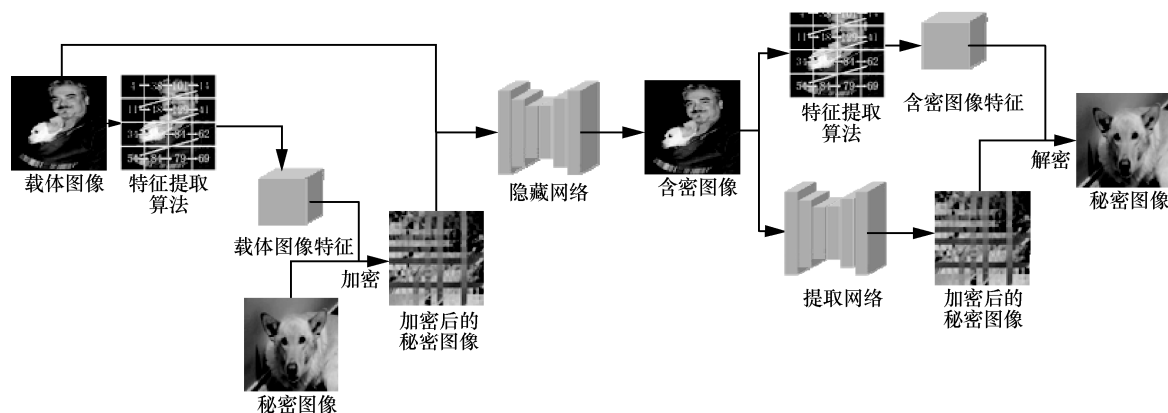 载体图像
特征提取
算法
载体图像特征
加密
秘密图像
加密后的
秘密图像
隐藏网络
含密图像
特征提取
算法
含密图像特征
提取网络
加密后的
秘密图像
解密
秘密图像